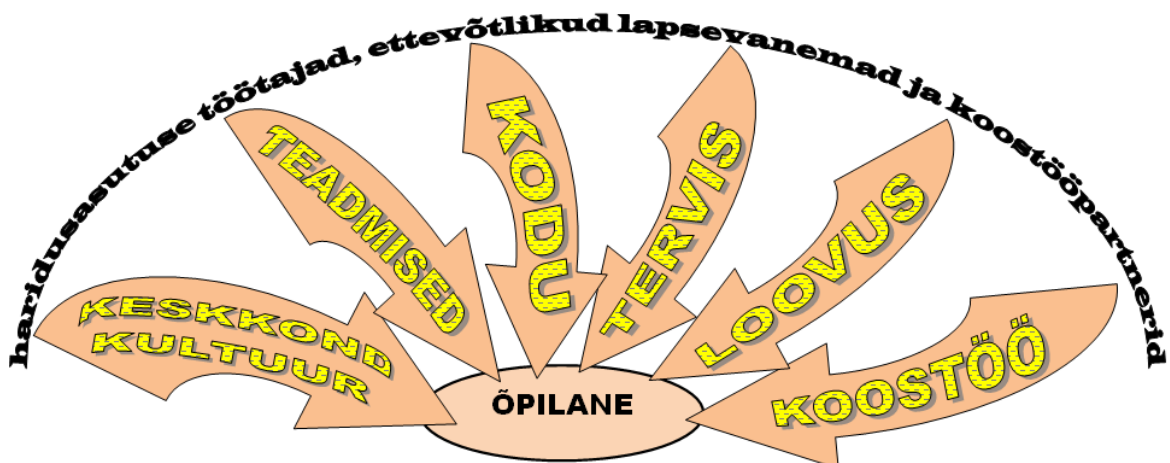 haridusasutuse töötajad, ettevõtlikud lapsevanemad ja koostööpartnerid
KESKKOND
KULTUUR
TEADMISED
KODU
TERVIS
LOOVUS
KOOSTÖÖ
ÕPILANE